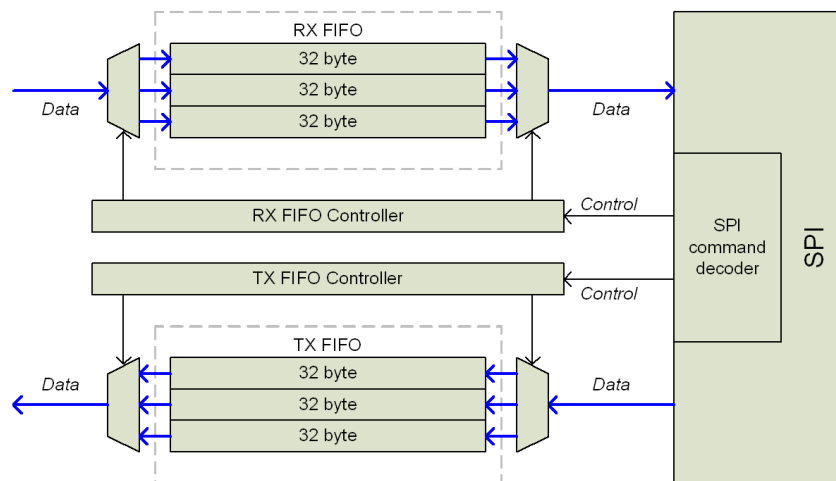 RX FIFO
32 byte
32 byte
32 byte
Data
Data
RX FIFO Controller
Control
SPI
command
decoder
SPI
TX FIFO Controller
Control
TX FIFO
32 byte
32 byte
32 byte
Data
Data